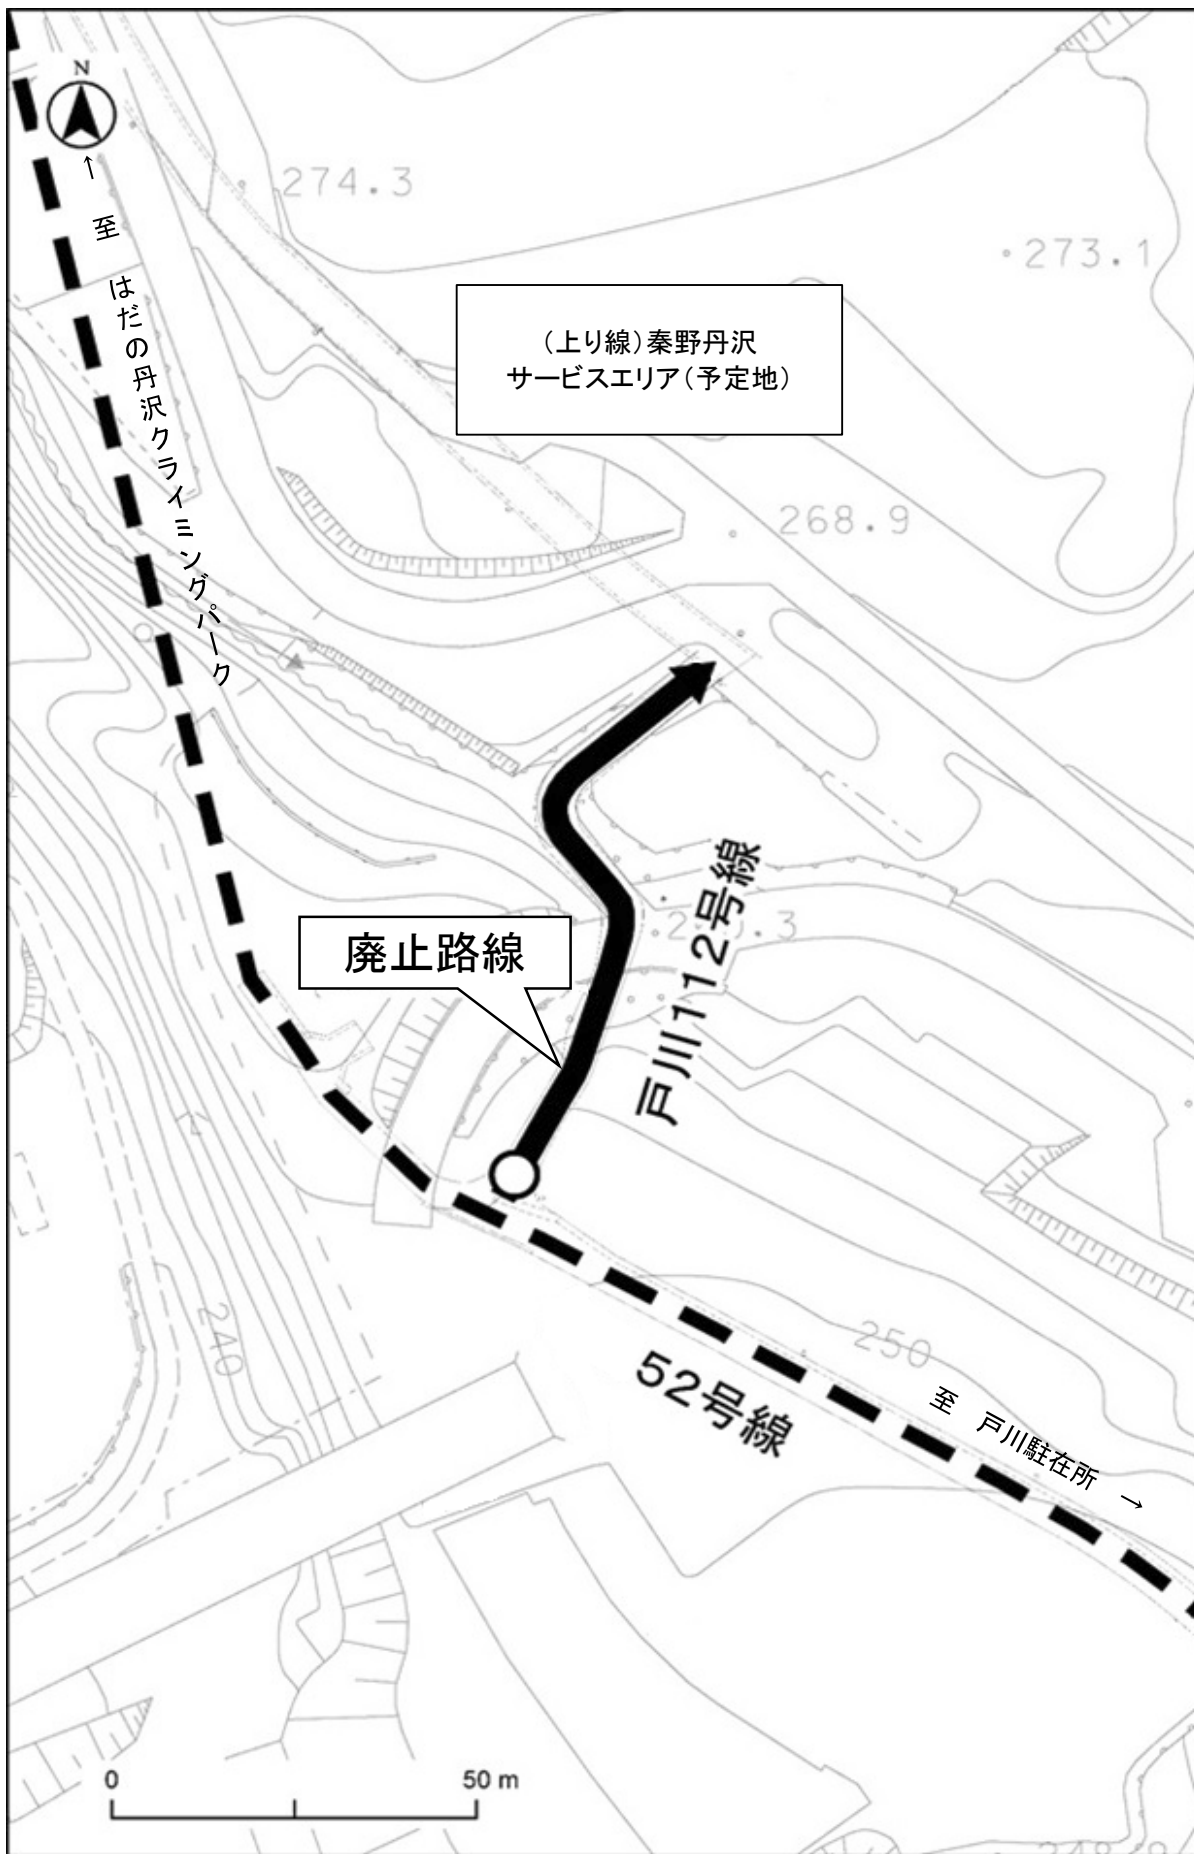 N
274.3
273.1
↑
至 はだの丹沢クライミングパーク
（上り線）秦野丹沢
サービスエリア（予定地）
268.9
戸川112号線
廃止路線
240
250
52号線
至 戸川駐在所 →
0
50 m